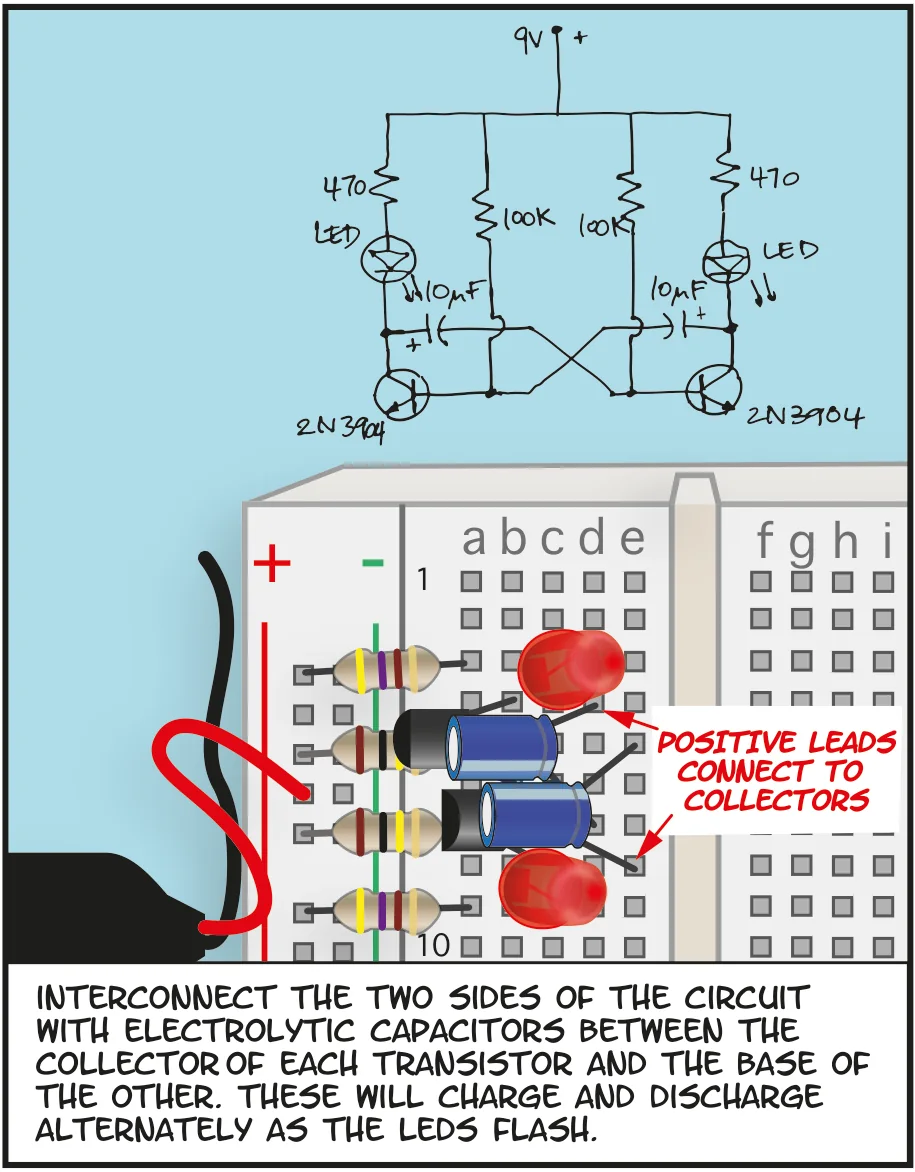 9V +
470
100K
100K
470
LED
LED
10µF
10µF
+
+
2N3904
2N3904
+ -
a b c d e f g h i
1
POSITIVE LEADS
CONNECT TO
COLLECTORS
10
INTERCONNECT THE TWO SIDES OF THE CIRCUIT
WITH ELECTROLYTIC CAPACITORS BETWEEN THE
COLLECTOR OF EACH TRANSISTOR AND THE BASE OF
THE OTHER. THESE WILL CHARGE AND DISCHARGE
ALTERNATELY AS THE LEDS FLASH.